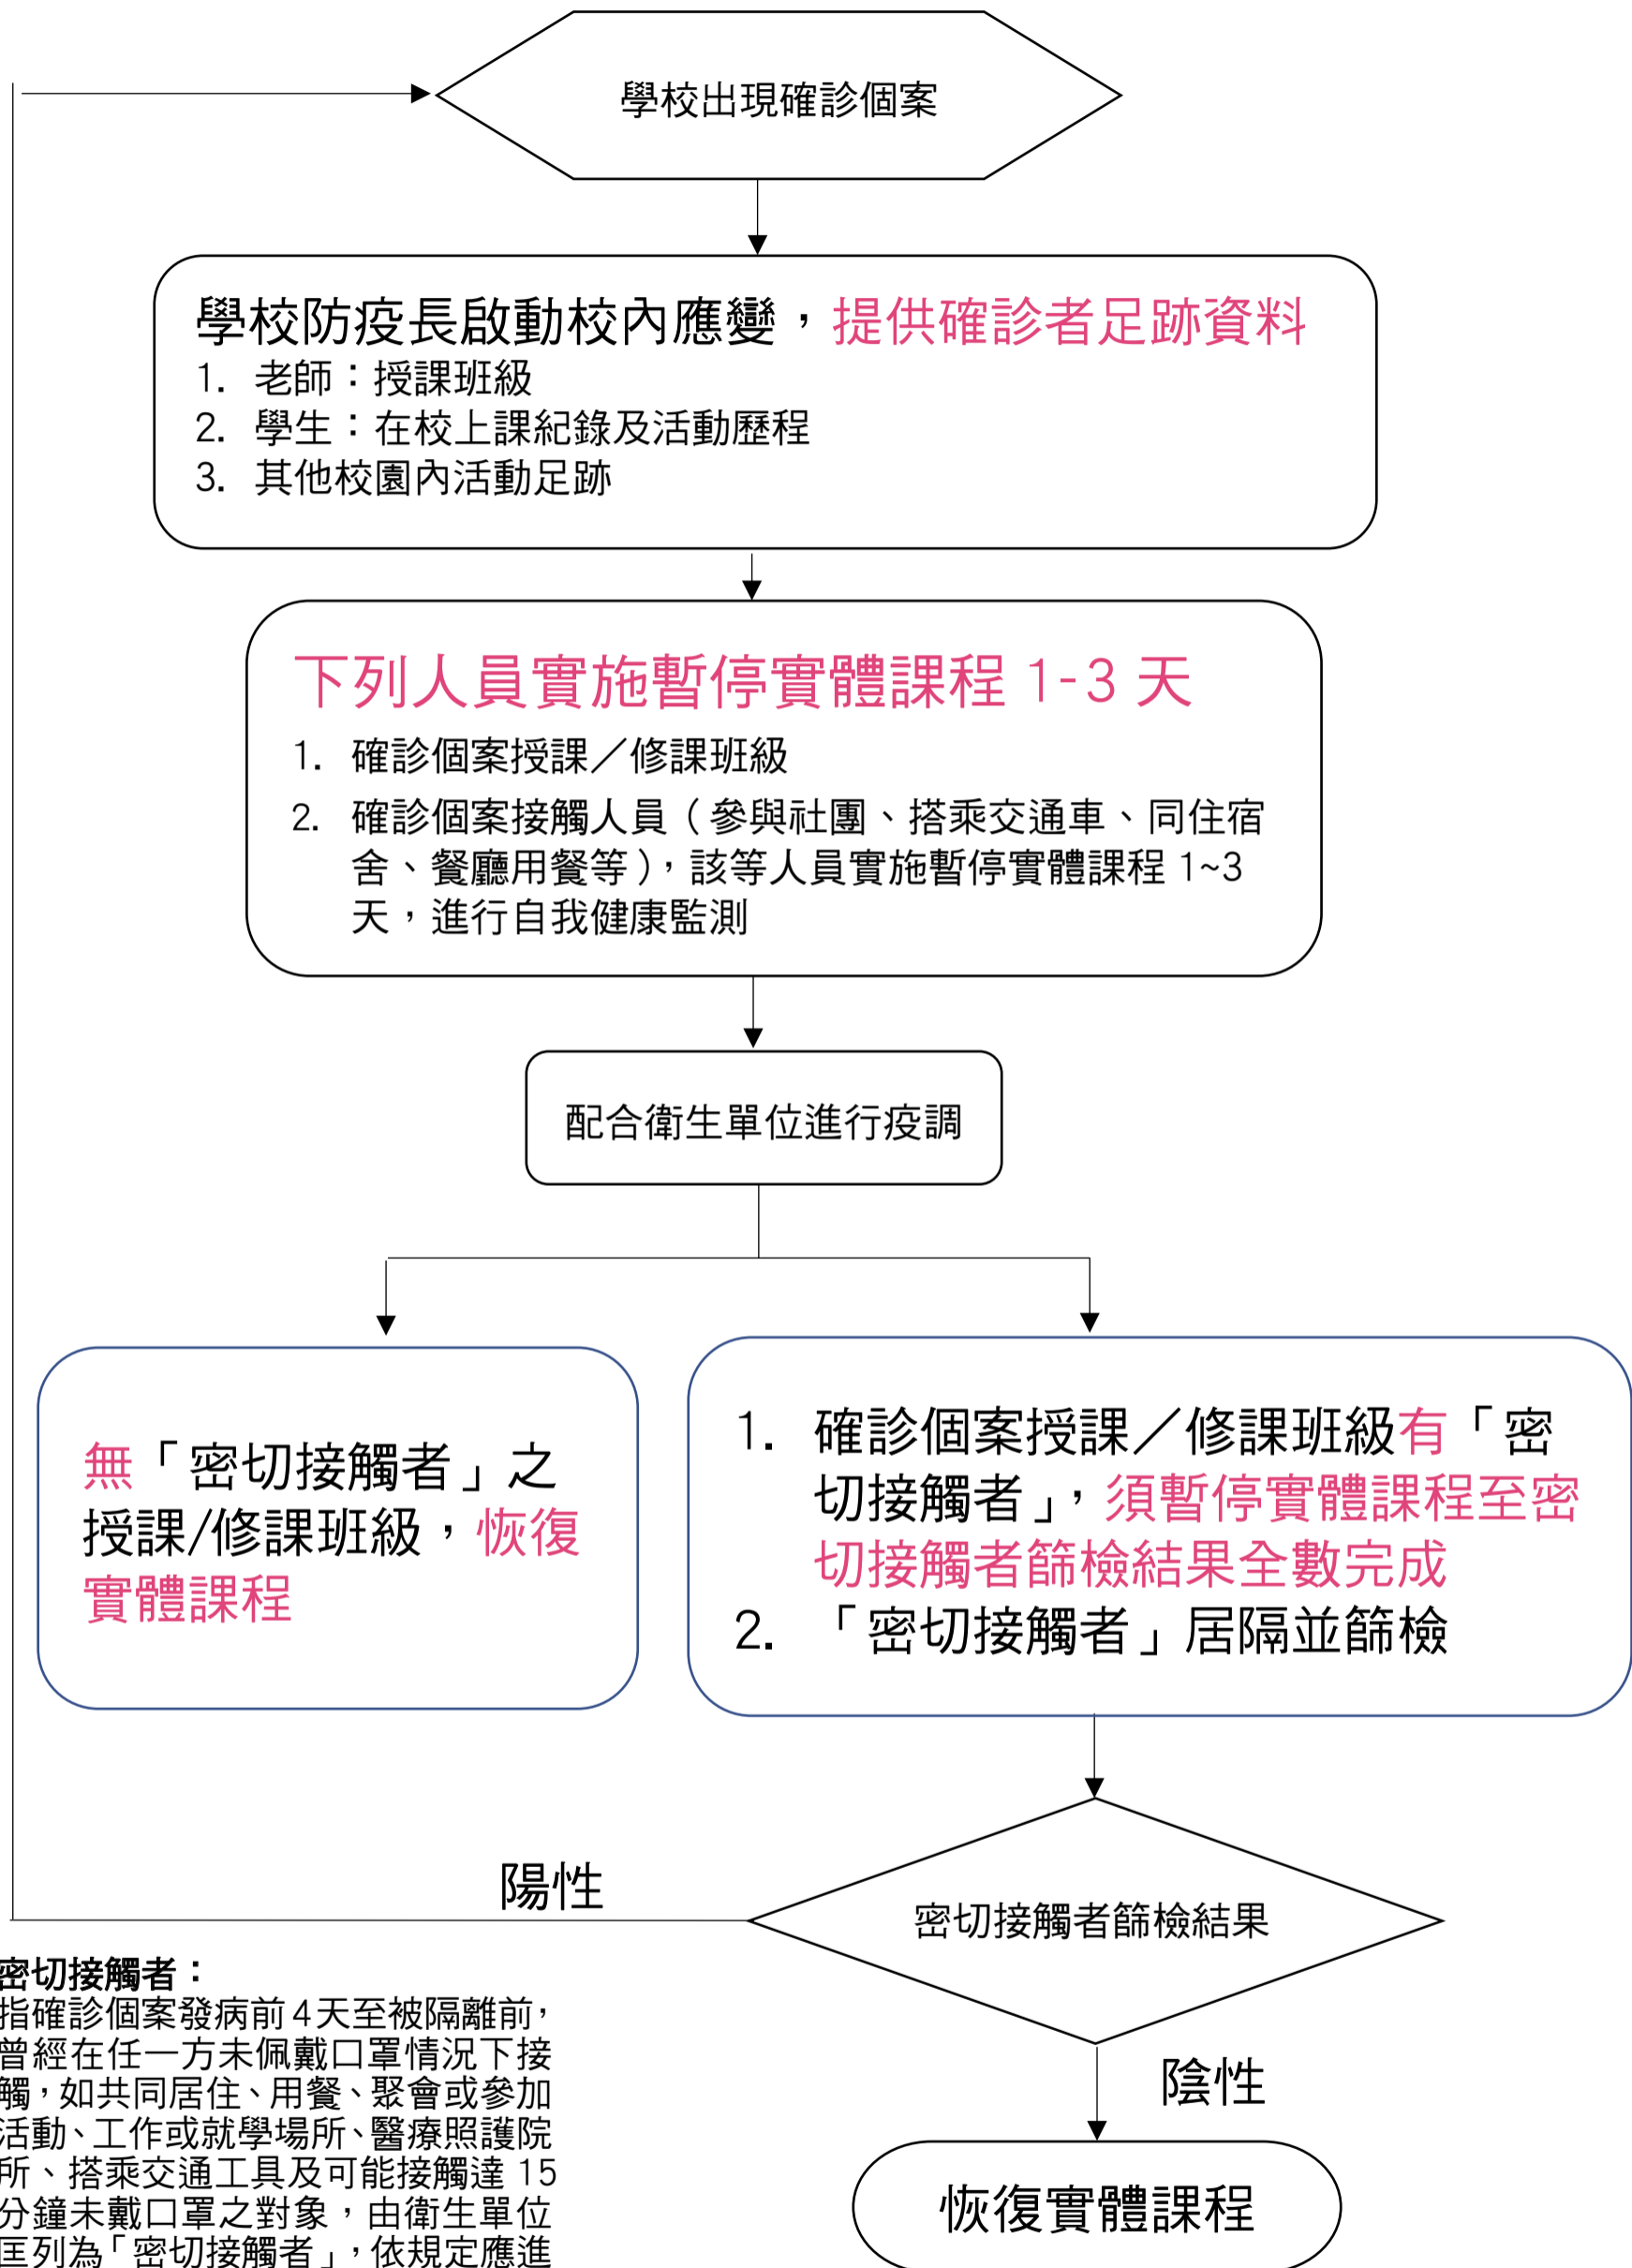 學校出現確診個案
學校防疫長啟動校內應變，提供確診者足跡資料
1. 老師：授課班級
2. 學生：在校上課紀錄及活動歷程
3. 其他校園內活動足跡
下列人員實施暫停實體課程 1-3 天
1. 確診個案授課／修課班級
2. 確診個案接觸人員（參與社團、搭乘交通車、同住宿
舍、餐廳用餐等），該等人員實施暫停實體課程 1~3
天，進行自我健康監測
配合衛生單位進行疫調
無「密切接觸者」之
授課/修課班級，恢復
實體課程
1. 確診個案授課／修課班級有「密
切接觸者」，須暫停實體課程至密
切接觸者篩檢結果全數完成
2. 「密切接觸者」居隔並篩檢
陽性
密切接觸者篩檢結果
陰性
恢復實體課程
密切接觸者：
指確診個案發病前 4 天至被隔離前，
曾經在任一方未佩戴口罩情況下接
觸，如共同居住、用餐、聚會或參加
活動、工作或就學場所、醫療照護院
所、搭乘交通工具及可能接觸達 15
分鐘未戴口罩之對象，由衛生單位
匡列為「密切接觸者」，依規定應進